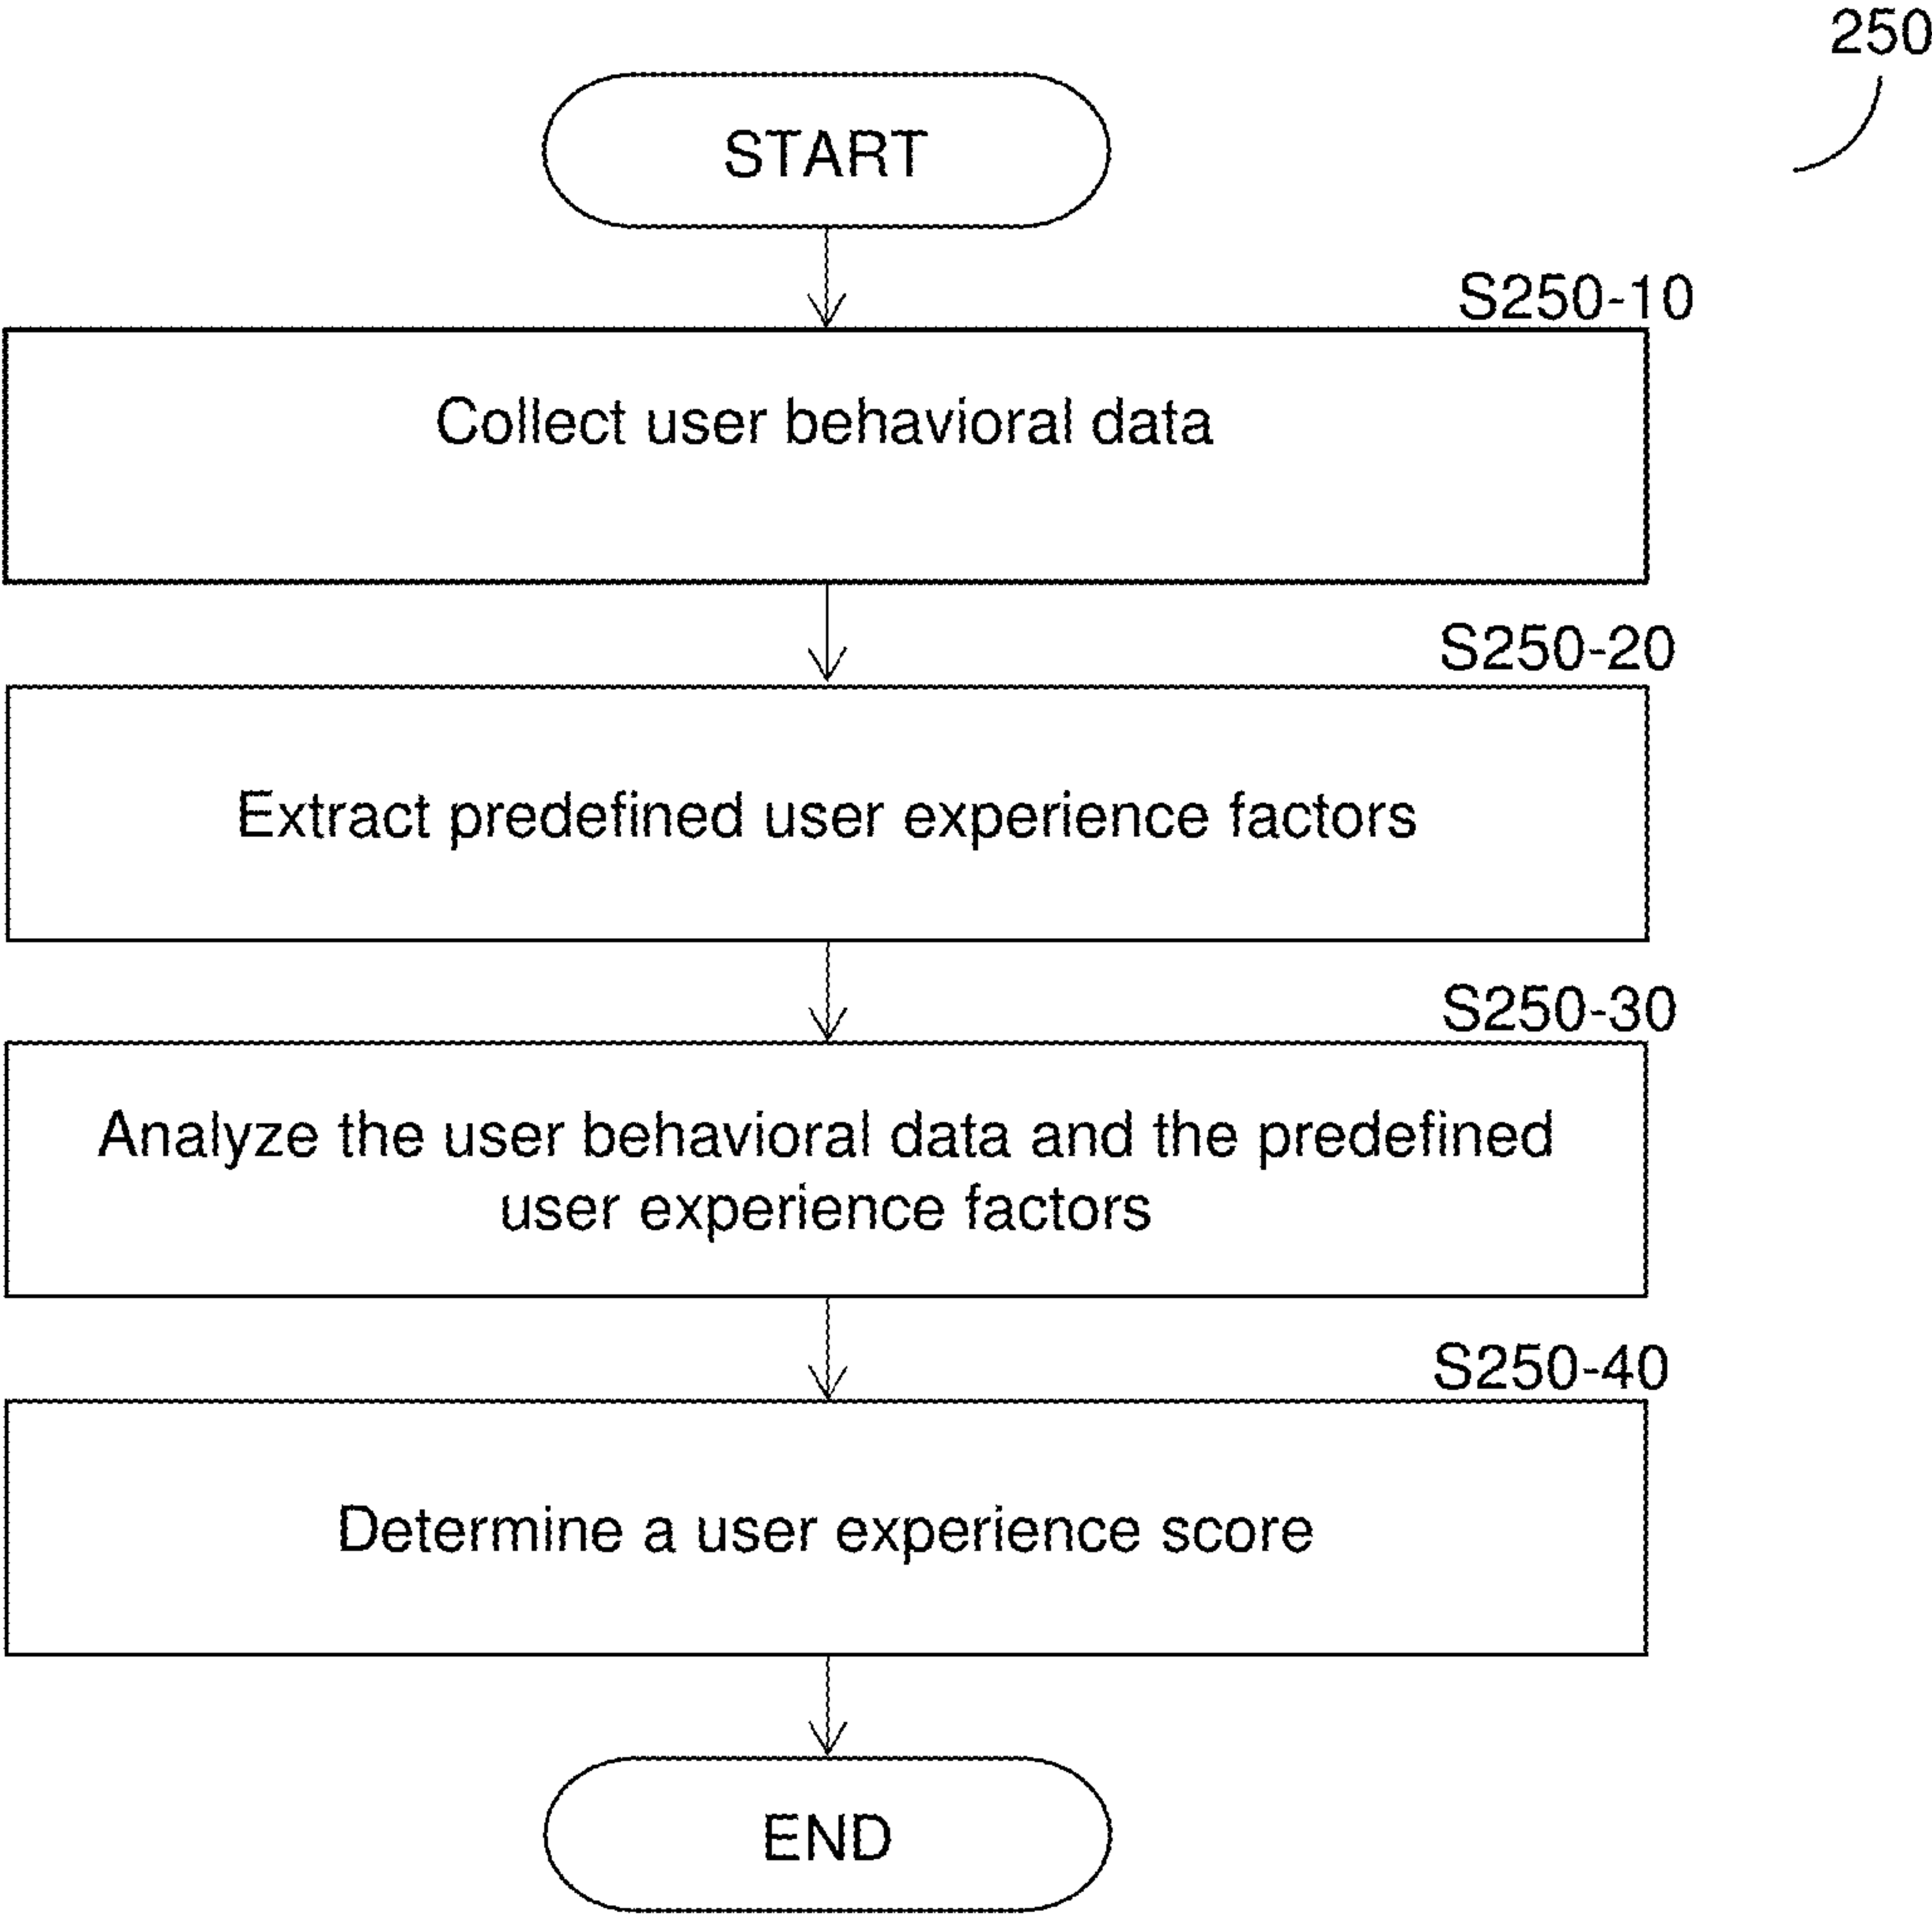 250
START
S250-10
Collect user behavioral data
S250-20
Extract predefined user experience factors
S250-30
Analyze the user behavioral data and the predefined
user experience factors
S250-40
Determine a user experience score
END